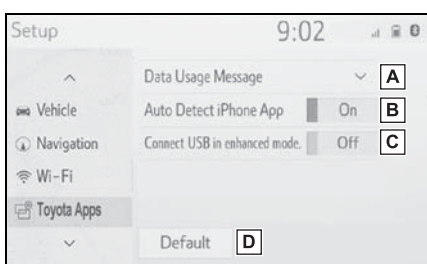 Setup 9:02
Data Usage Message A
Vehicle Auto Detect iPhone App On B
Navigation Connect USB in enhanced mode. Off C
Wi-Fi
Toyota Apps
Default D